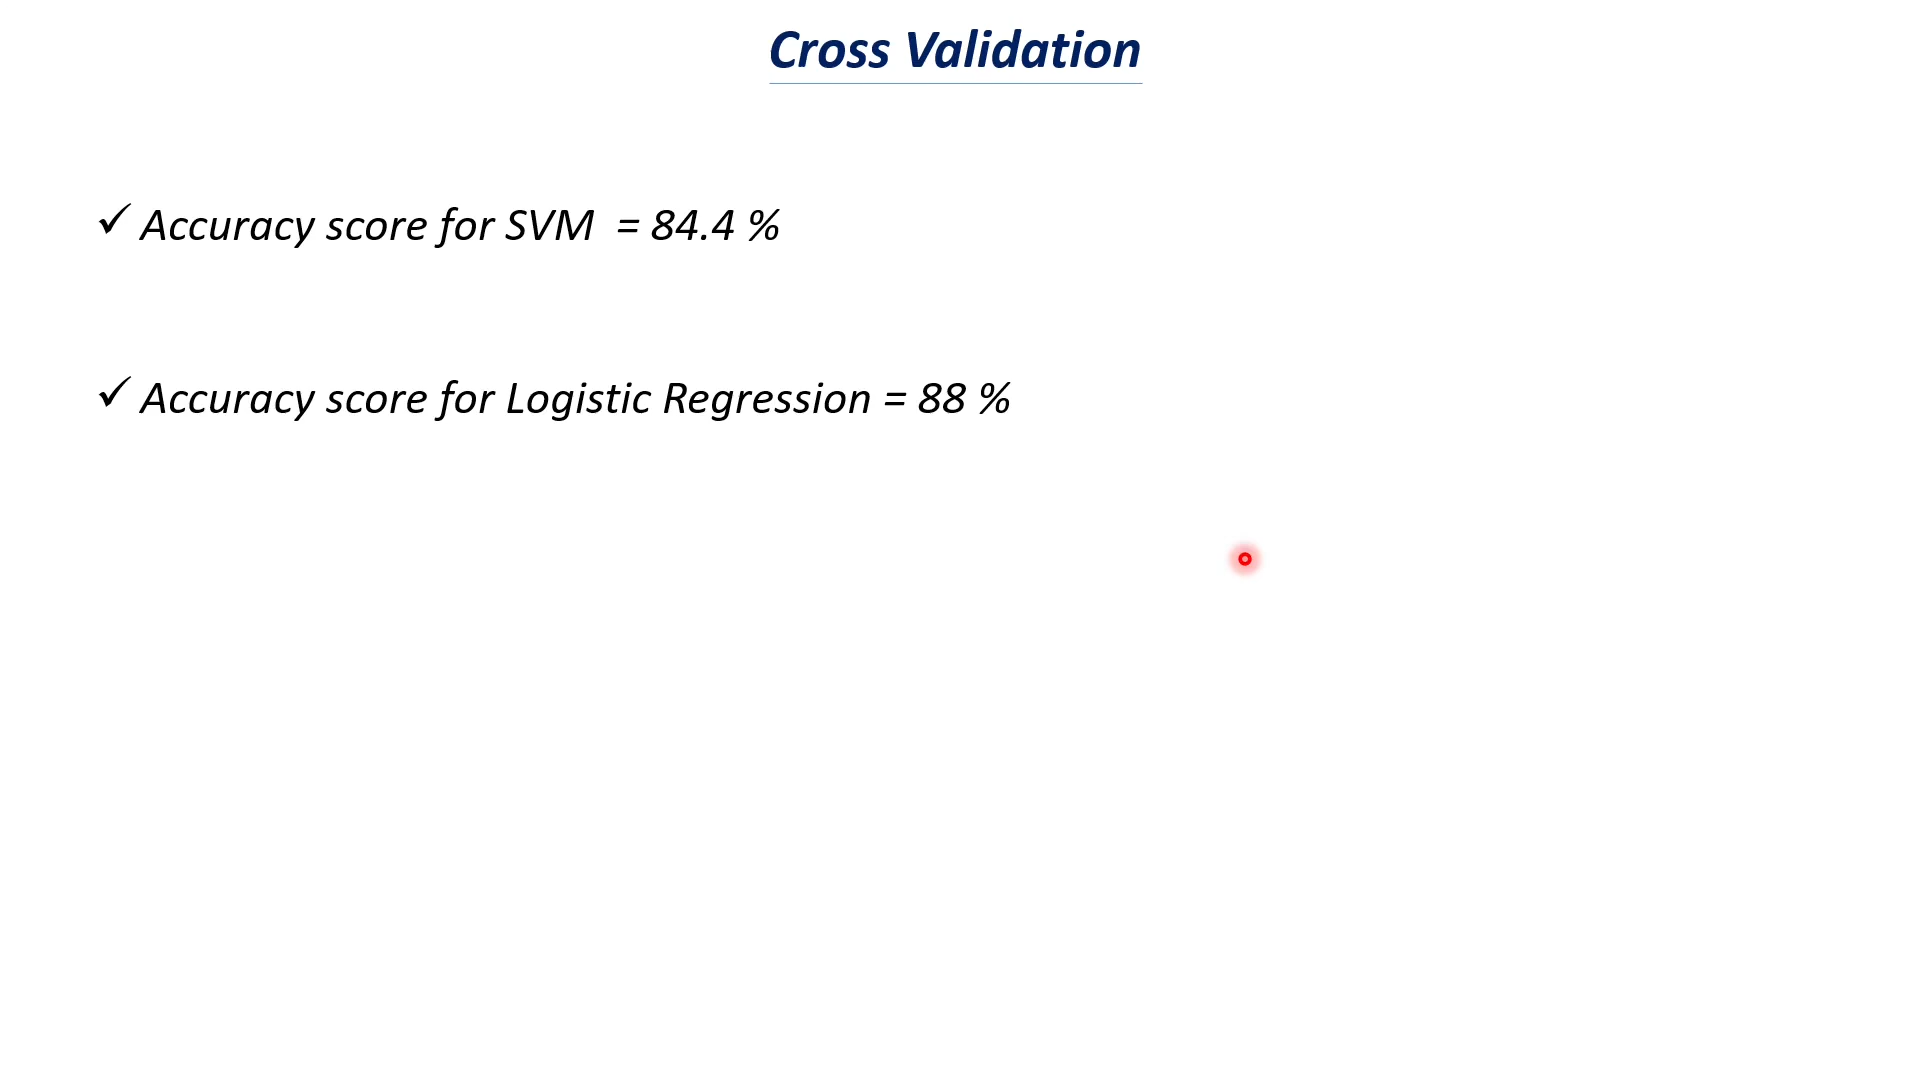 Cross Validation
✓ Accuracy score for SVM = 84.4 %
✓ Accuracy score for Logistic Regression = 88 %